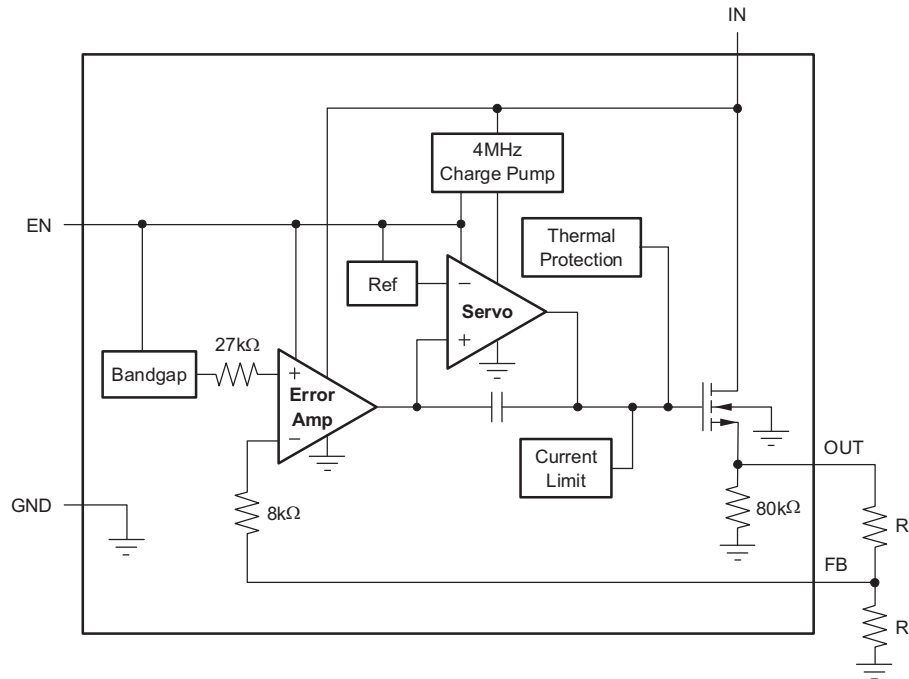 IN
4MHz
Charge Pump
EN
Thermal
Protection
Ref
−
Servo
+
27kΩ
Bandgap
+
Error
Amp
−
OUT
Current
Limit
GND
8kΩ
80kΩ
R
FB
R